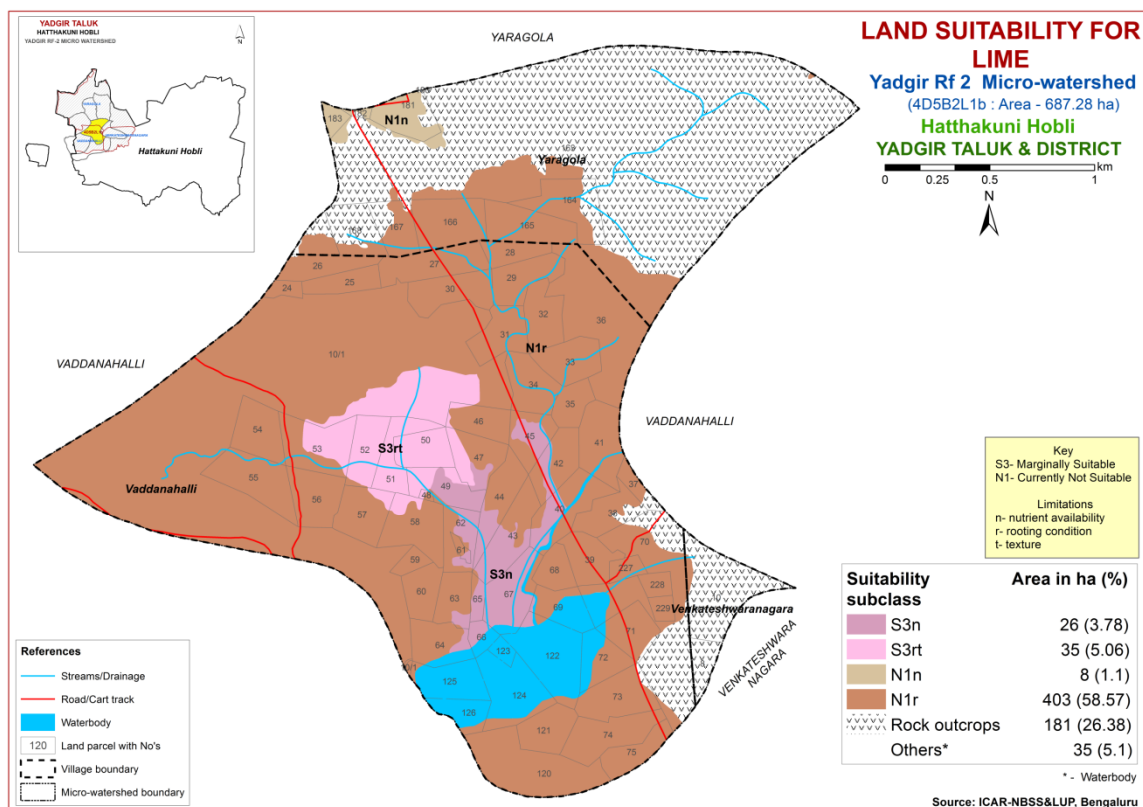 YADGIR TALUK
HATTHAKUNI HOBLI
YADGIR RF-2 MICRO WATERSHED
N
Hattakuni Hobli
LAND SUITABILITY FOR
LIME
Yadgir Rf 2 Micro-watershed
(4D5B2L1b : Area - 687.28 ha)
Hatthakuni Hobli
YADGIR TALUK & DISTRICT
km
0 0.25 0.5 1
N
YARAGOLA
181
183
N1n
169
Yaragola
164
168
167
166
165
26
27
28
24
25
29
30
32
36
31
N1r
10/1
33
34
35
VADDANAHALLI
VADDANAHALLI
54
46
45
53
52
50
S3rt
41
47
42
55
51
49
37
Vaddanahalli
56
48
44
40
38
57
58
62
43
70
61
39
59
S3n
68
227
60
63
65
67
228
69
229
10
Venkateshwaranagara
66
71
64
123
122
72
10/1
VENKATESHWARA
NAGARA
125
124
126
73
121
74
75
120
Key
S3- Marginally Suitable
N1- Currently Not Suitable
Limitations
n- nutrient availability
r- rooting condition
t- texture
Suitability subclass Area in ha (%)
S3n 26 (3.78)
S3rt 35 (5.06)
N1n 8 (1.1)
N1r 403 (58.57)
Rock outcrops 181 (26.38)
Others* 35 (5.1)
* - Waterbody
Source: ICAR-NBSS&LUP, Bengaluru
References
Streams/Drainage
Road/Cart track
Waterbody
120 Land parcel with No's
Village boundary
Micro-watershed boundary